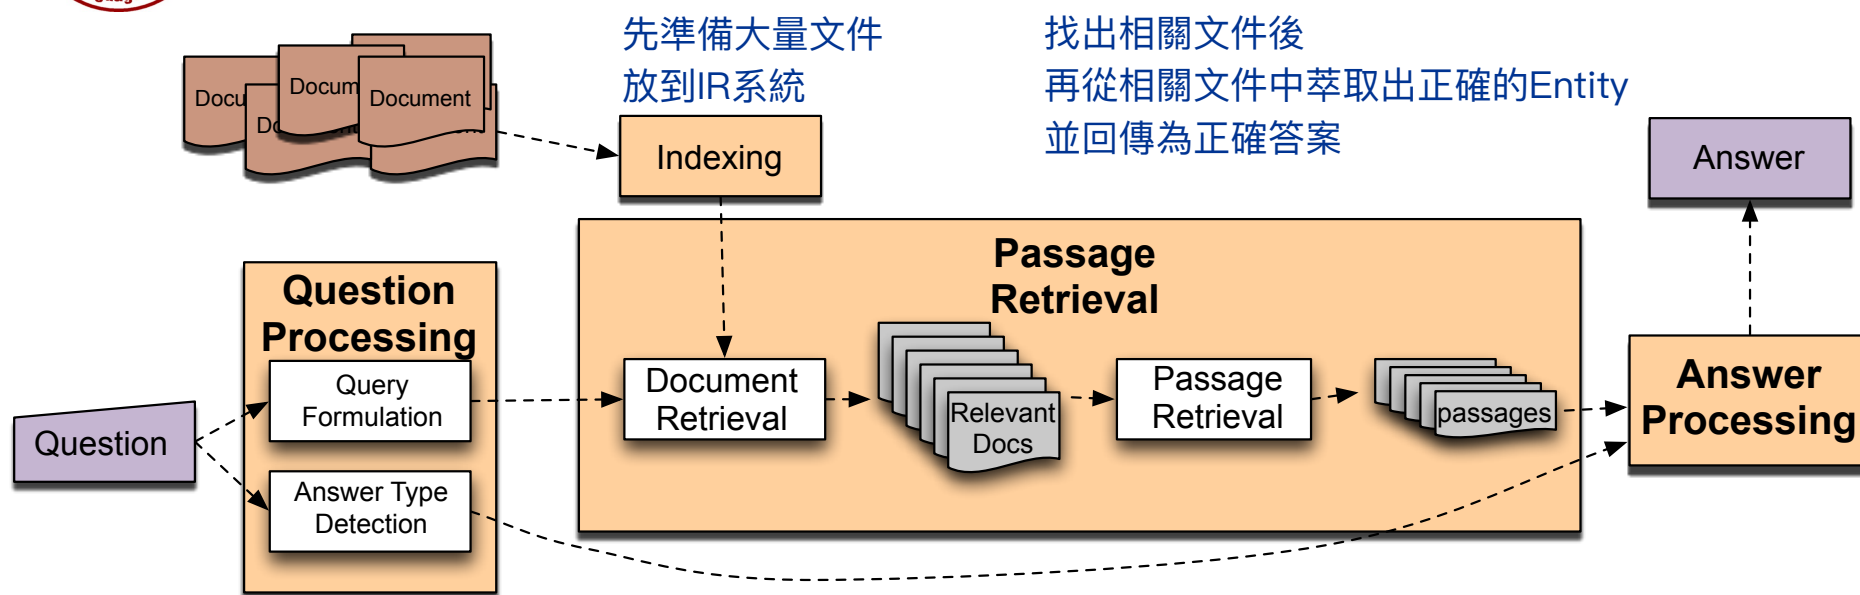 先準備大量文件
放到IR系統
找出相關文件後
再從相關文件中萃取出正確的Entity
並回傳為正確答案
Docum
Document
Indexing
Answer
Passage
Retrieval
Question
Processing
Query
Formulation
Document
Retrieval
Relevant
Docs
Passage
Retrieval
passages
Answer
Processing
Question
Answer Type
Detection